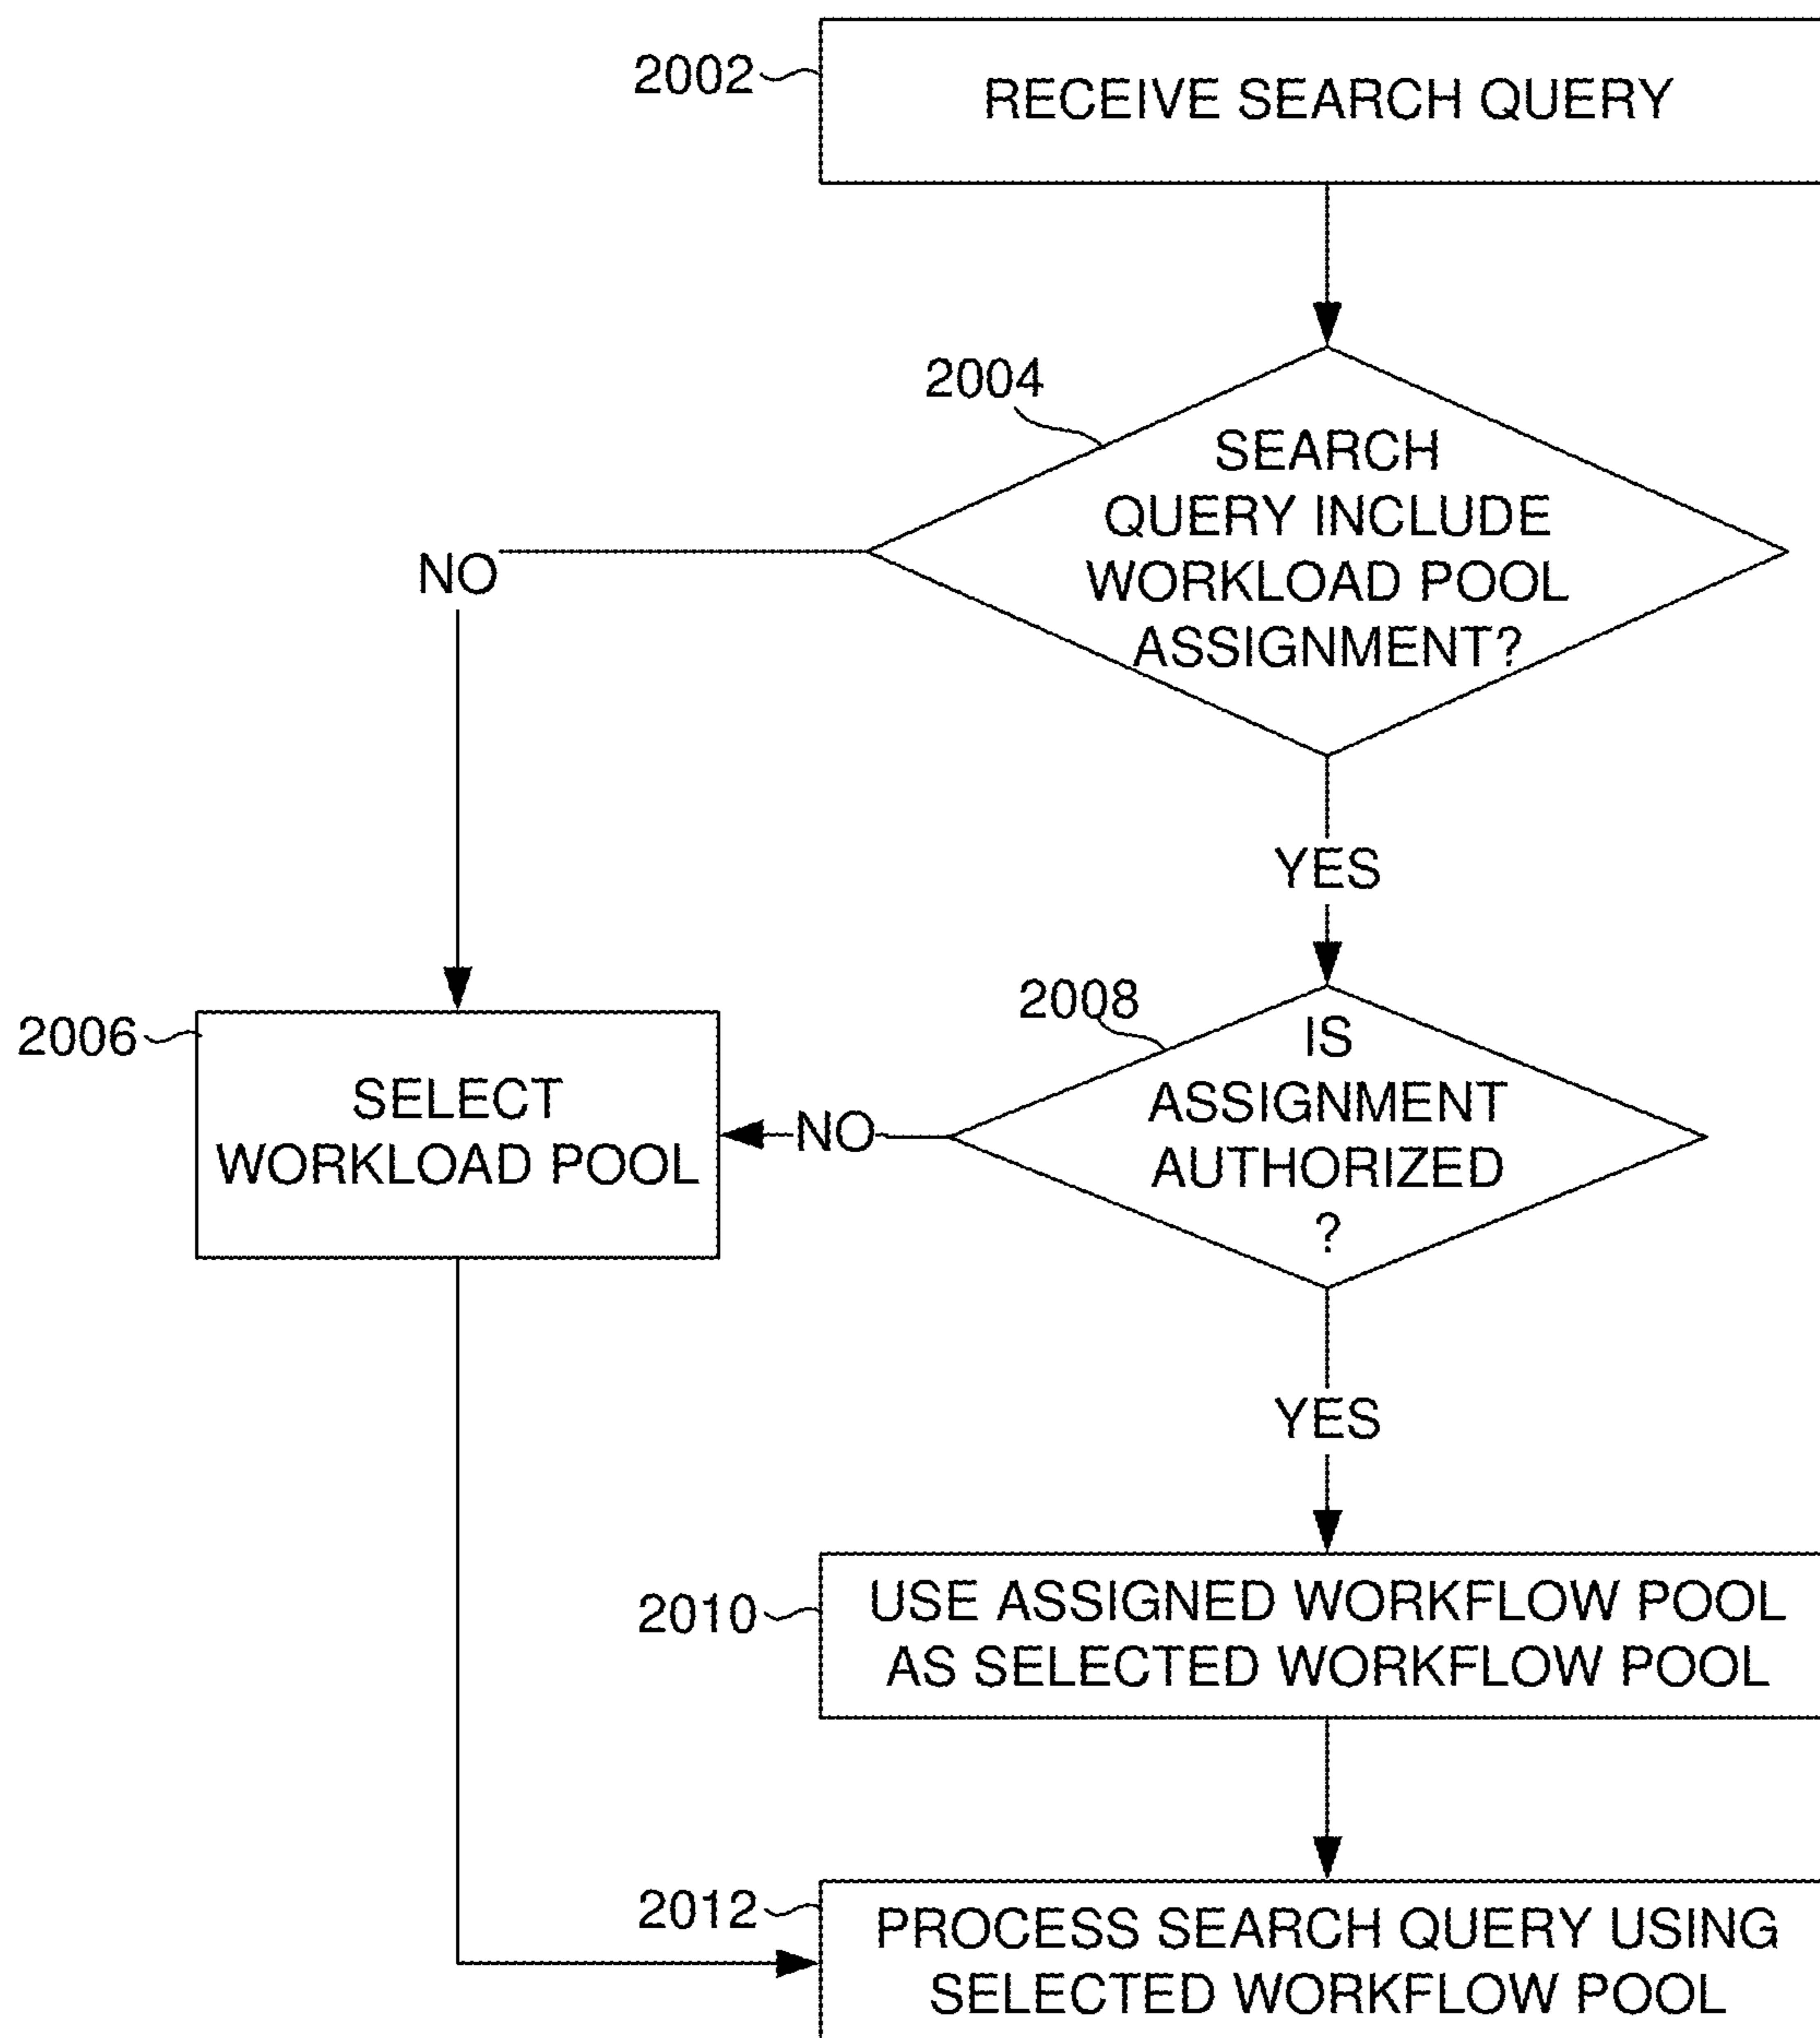 2002
RECEIVE SEARCH QUERY
2004
SEARCH
QUERY INCLUDE
WORKLOAD POOL
ASSIGNMENT?
NO
YES
2006
SELECT
WORKLOAD POOL
2008
IS
ASSIGNMENT
AUTHORIZED
?
NO
YES
2010
USE ASSIGNED WORKFLOW POOL
AS SELECTED WORKFLOW POOL
2012
PROCESS SEARCH QUERY USING
SELECTED WORKFLOW POOL